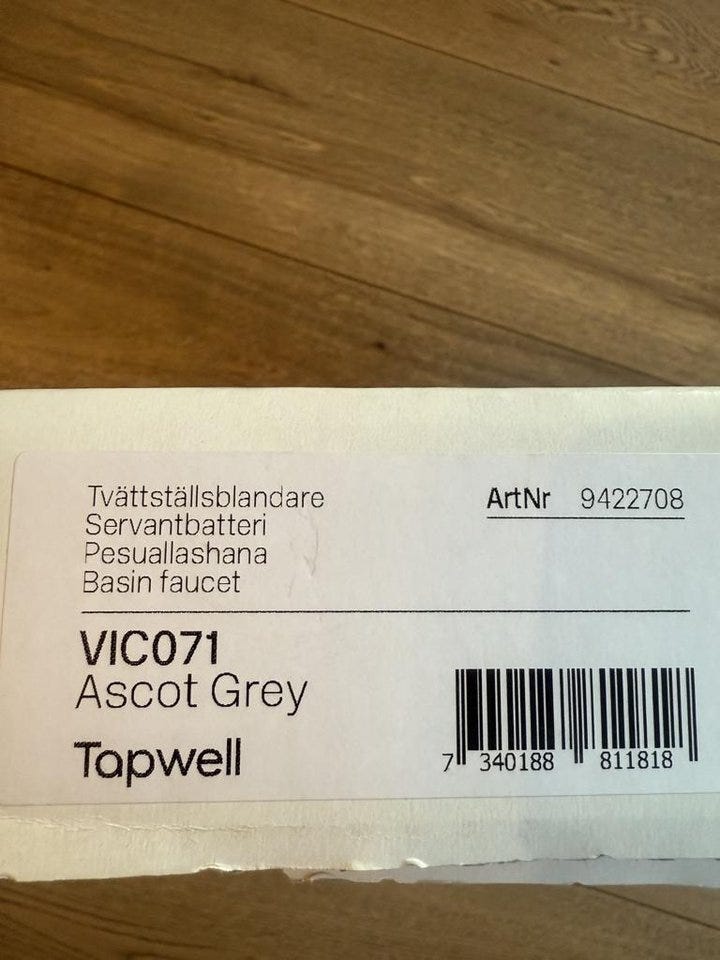 Tvättställsblandare
Servantbatteri
Pesuallashana
Basin faucet
ArtNr 9422708
VIC071
Ascot Grey
Tapwell
7 340188 811818